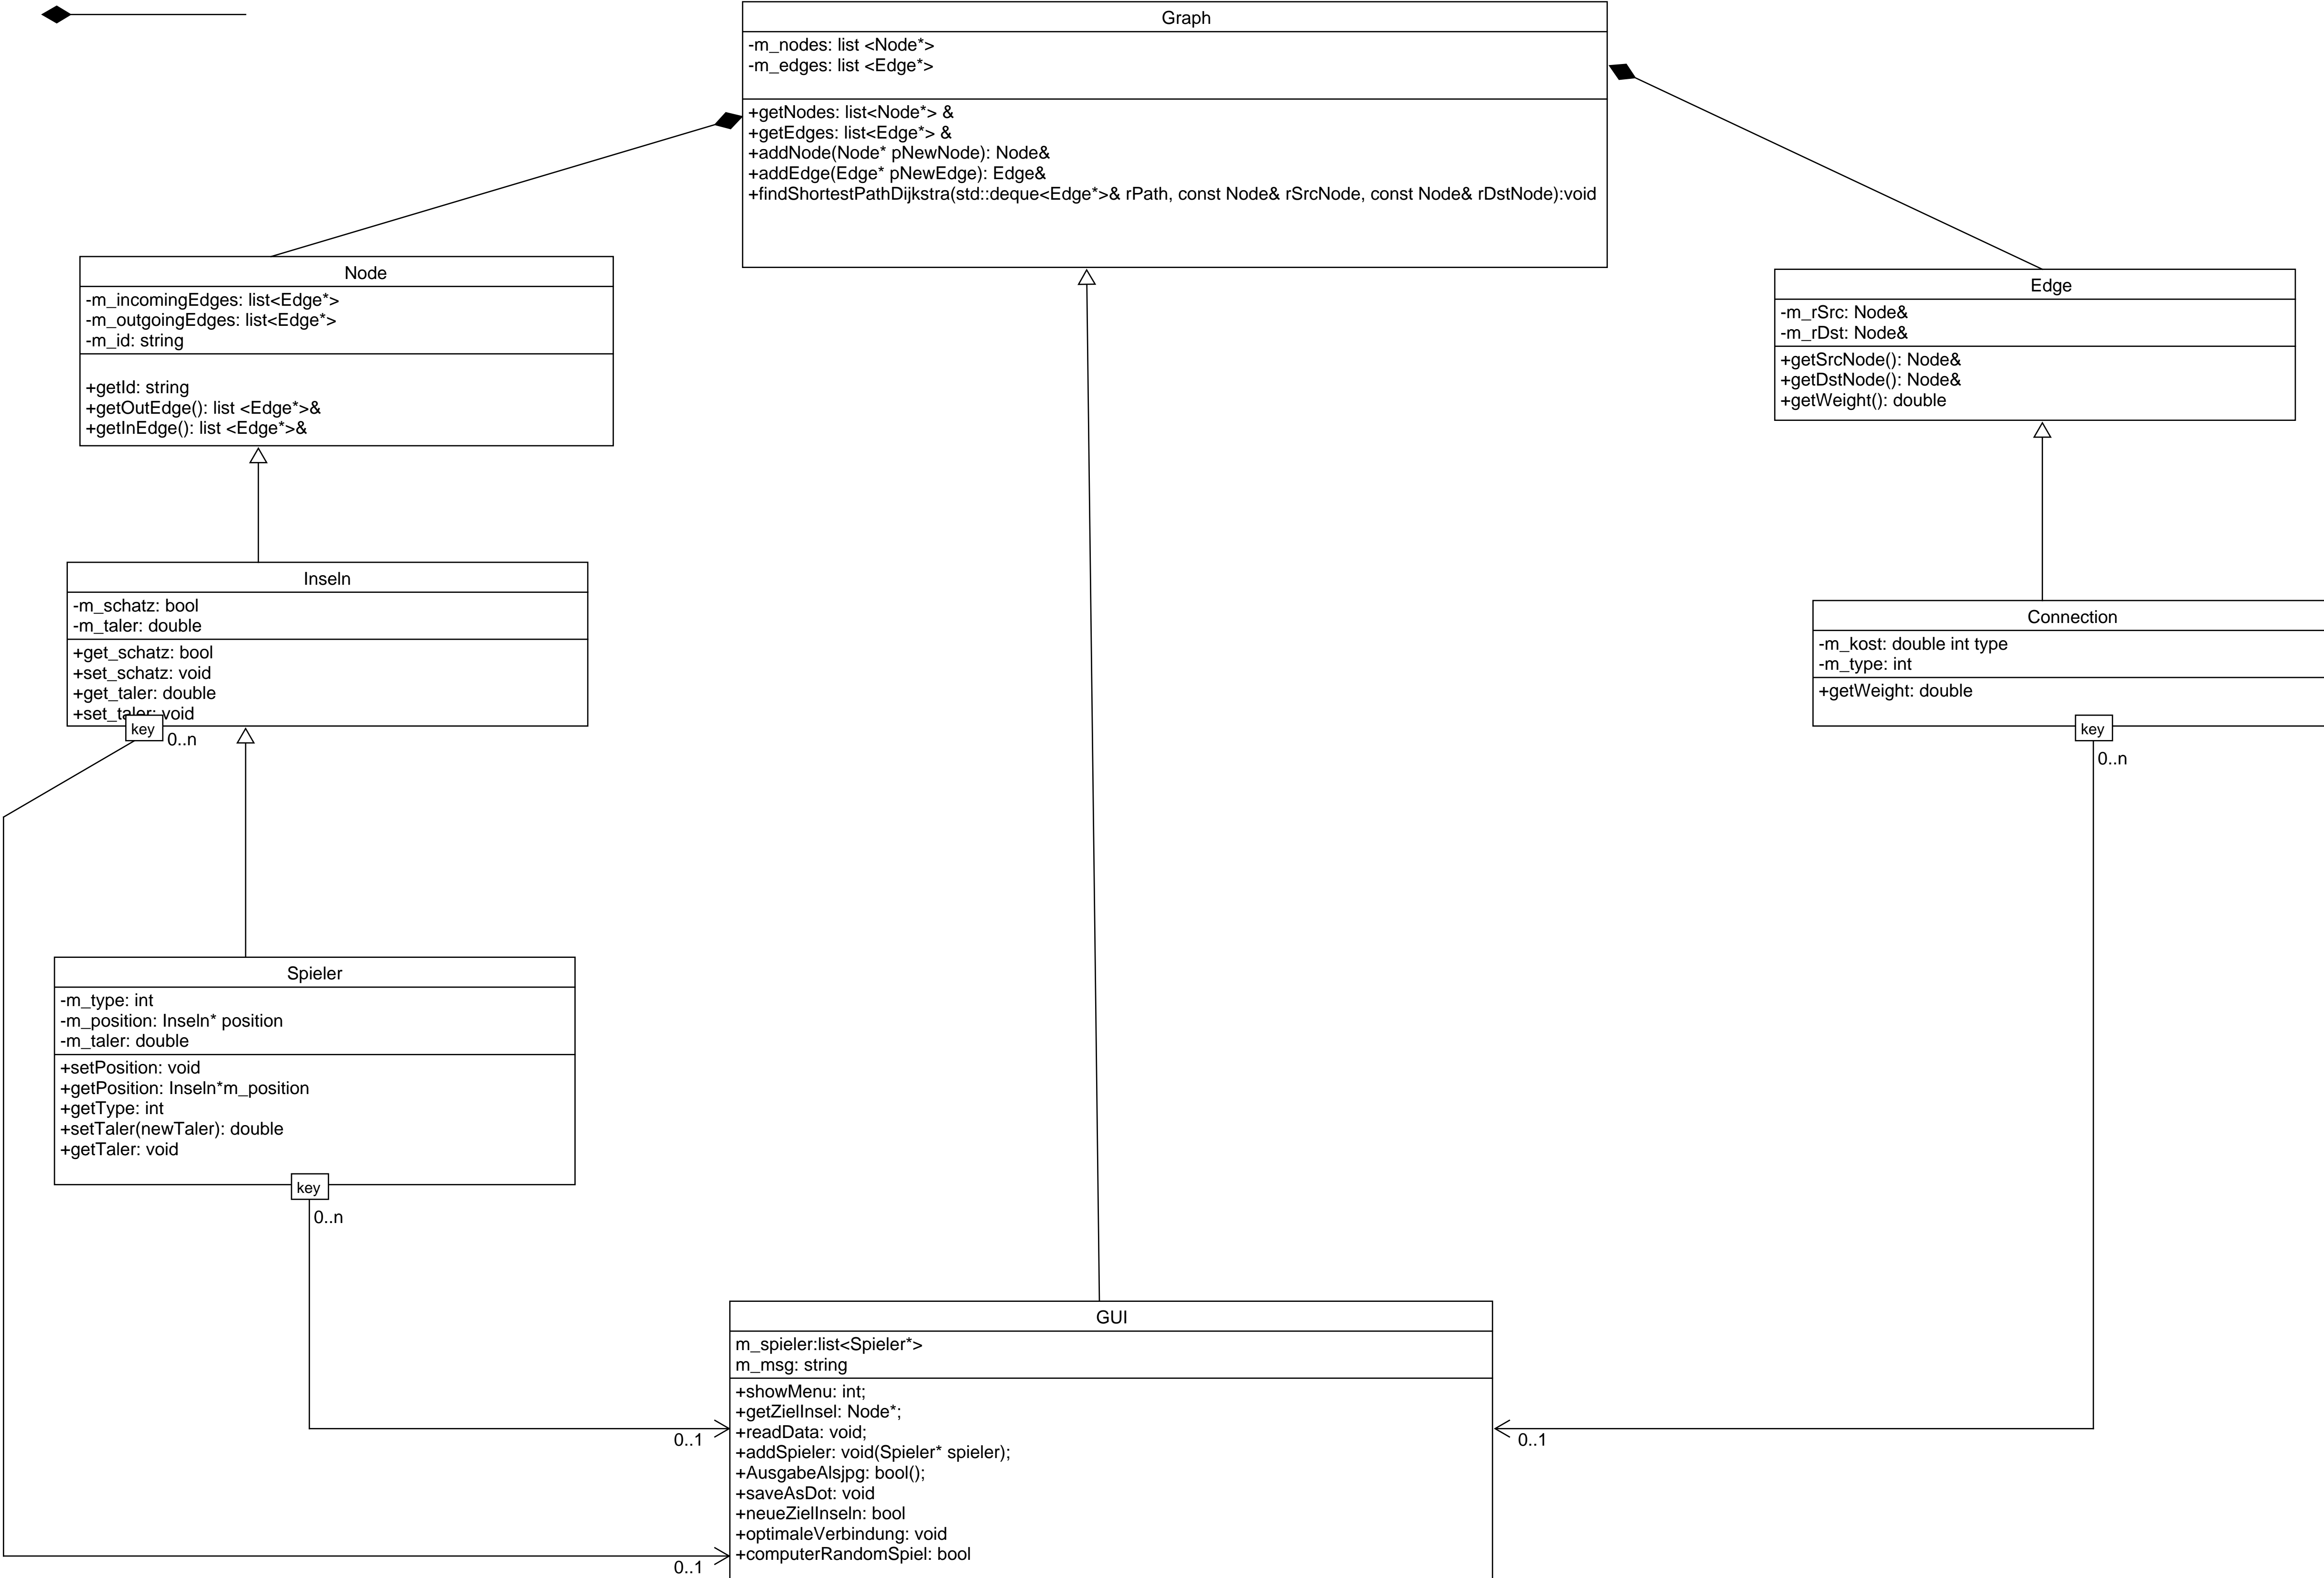 Graph
-m_nodes: list <Node*>
-m_edges: list <Edge*>
+getNodes: list<Node*> &
+getEdges: list<Edge*> &
+addNode(Node* pNewNode): Node&
+addEdge(Edge* pNewEdge): Edge&
+findShortestPathDijkstra(std::deque<Edge*>& rPath, const Node& rSrcNode, const Node& rDstNode):void
Node
-m_incomingEdges: list<Edge*>
-m_outgoingEdges: list<Edge*>
-m_id: string
+getId: string
+getOutEdge(): list <Edge*>&
+getInEdge(): list <Edge*>&
Edge
-m_rSrc: Node&
-m_rDst: Node&
+getSrcNode(): Node&
+getDstNode(): Node&
+getWeight(): double
Inseln
-m_schatz: bool
-m_taler: double
+get_schatz: bool
+set_schatz: void
+get_taler: double
+set_taler: void
key
0..n
Connection
-m_kost: double int type
-m_type: int
+getWeight: double
key
0..n
Spieler
-m_type: int
-m_position: Inseln* position
-m_taler: double
+setPosition: void
+getPosition: Inseln*m_position
+getType: int
+setTaler(newTaler): double
+getTaler: void
key
0..n
GUI
m_spieler:list<Spieler*>
m_msg: string
+showMenu: int;
+getZielInsel: Node*;
+readData: void;
+addSpieler: void(Spieler* spieler);
+AusgabeAlsjpg: bool();
+saveAsDot: void
+neueZielInseln: bool
+optimaleVerbindung: void
+computerRandomSpiel: bool
0..1
0..1
0..1